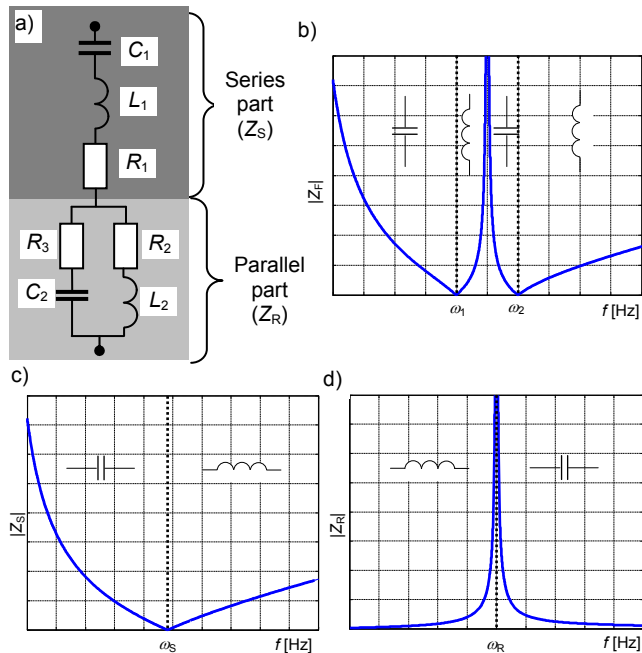 a)
C1
L1
R1
Series
part
(ZS)
R3
R2
C2
L2
Parallel
part
(ZR)
b)
|ZF|
ω1
ω2
f [Hz]
c)
|ZS|
ωS
f [Hz]
d)
|ZR|
ωR
f [Hz]